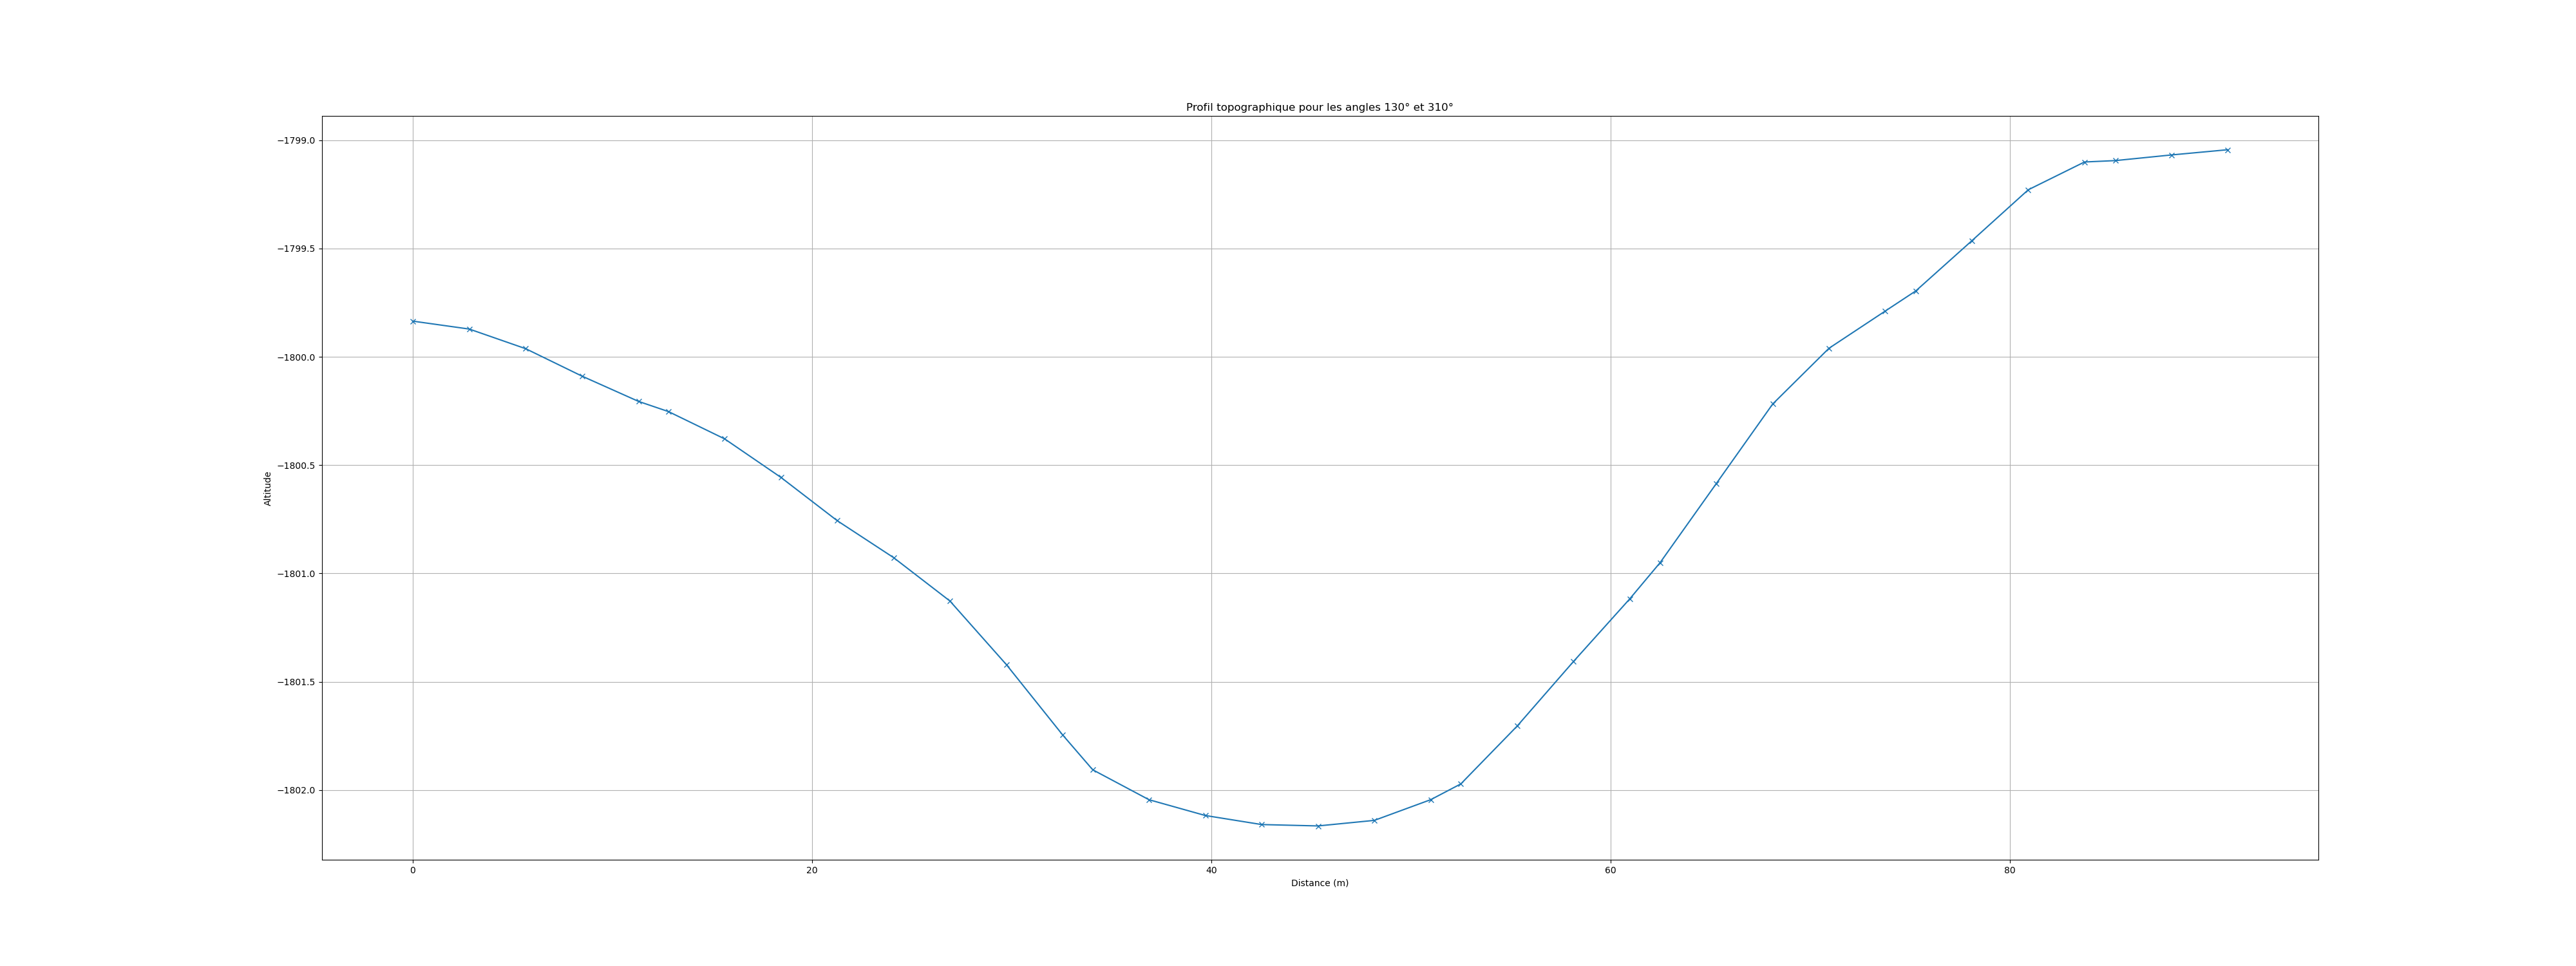 Profil topographique pour les angles 130° et 310°
−1799.0
−1799.5
−1800.0
−1800.5
−1801.0
−1801.5
−1802.0
Altitude
0 20 40 60 80
Distance (m)